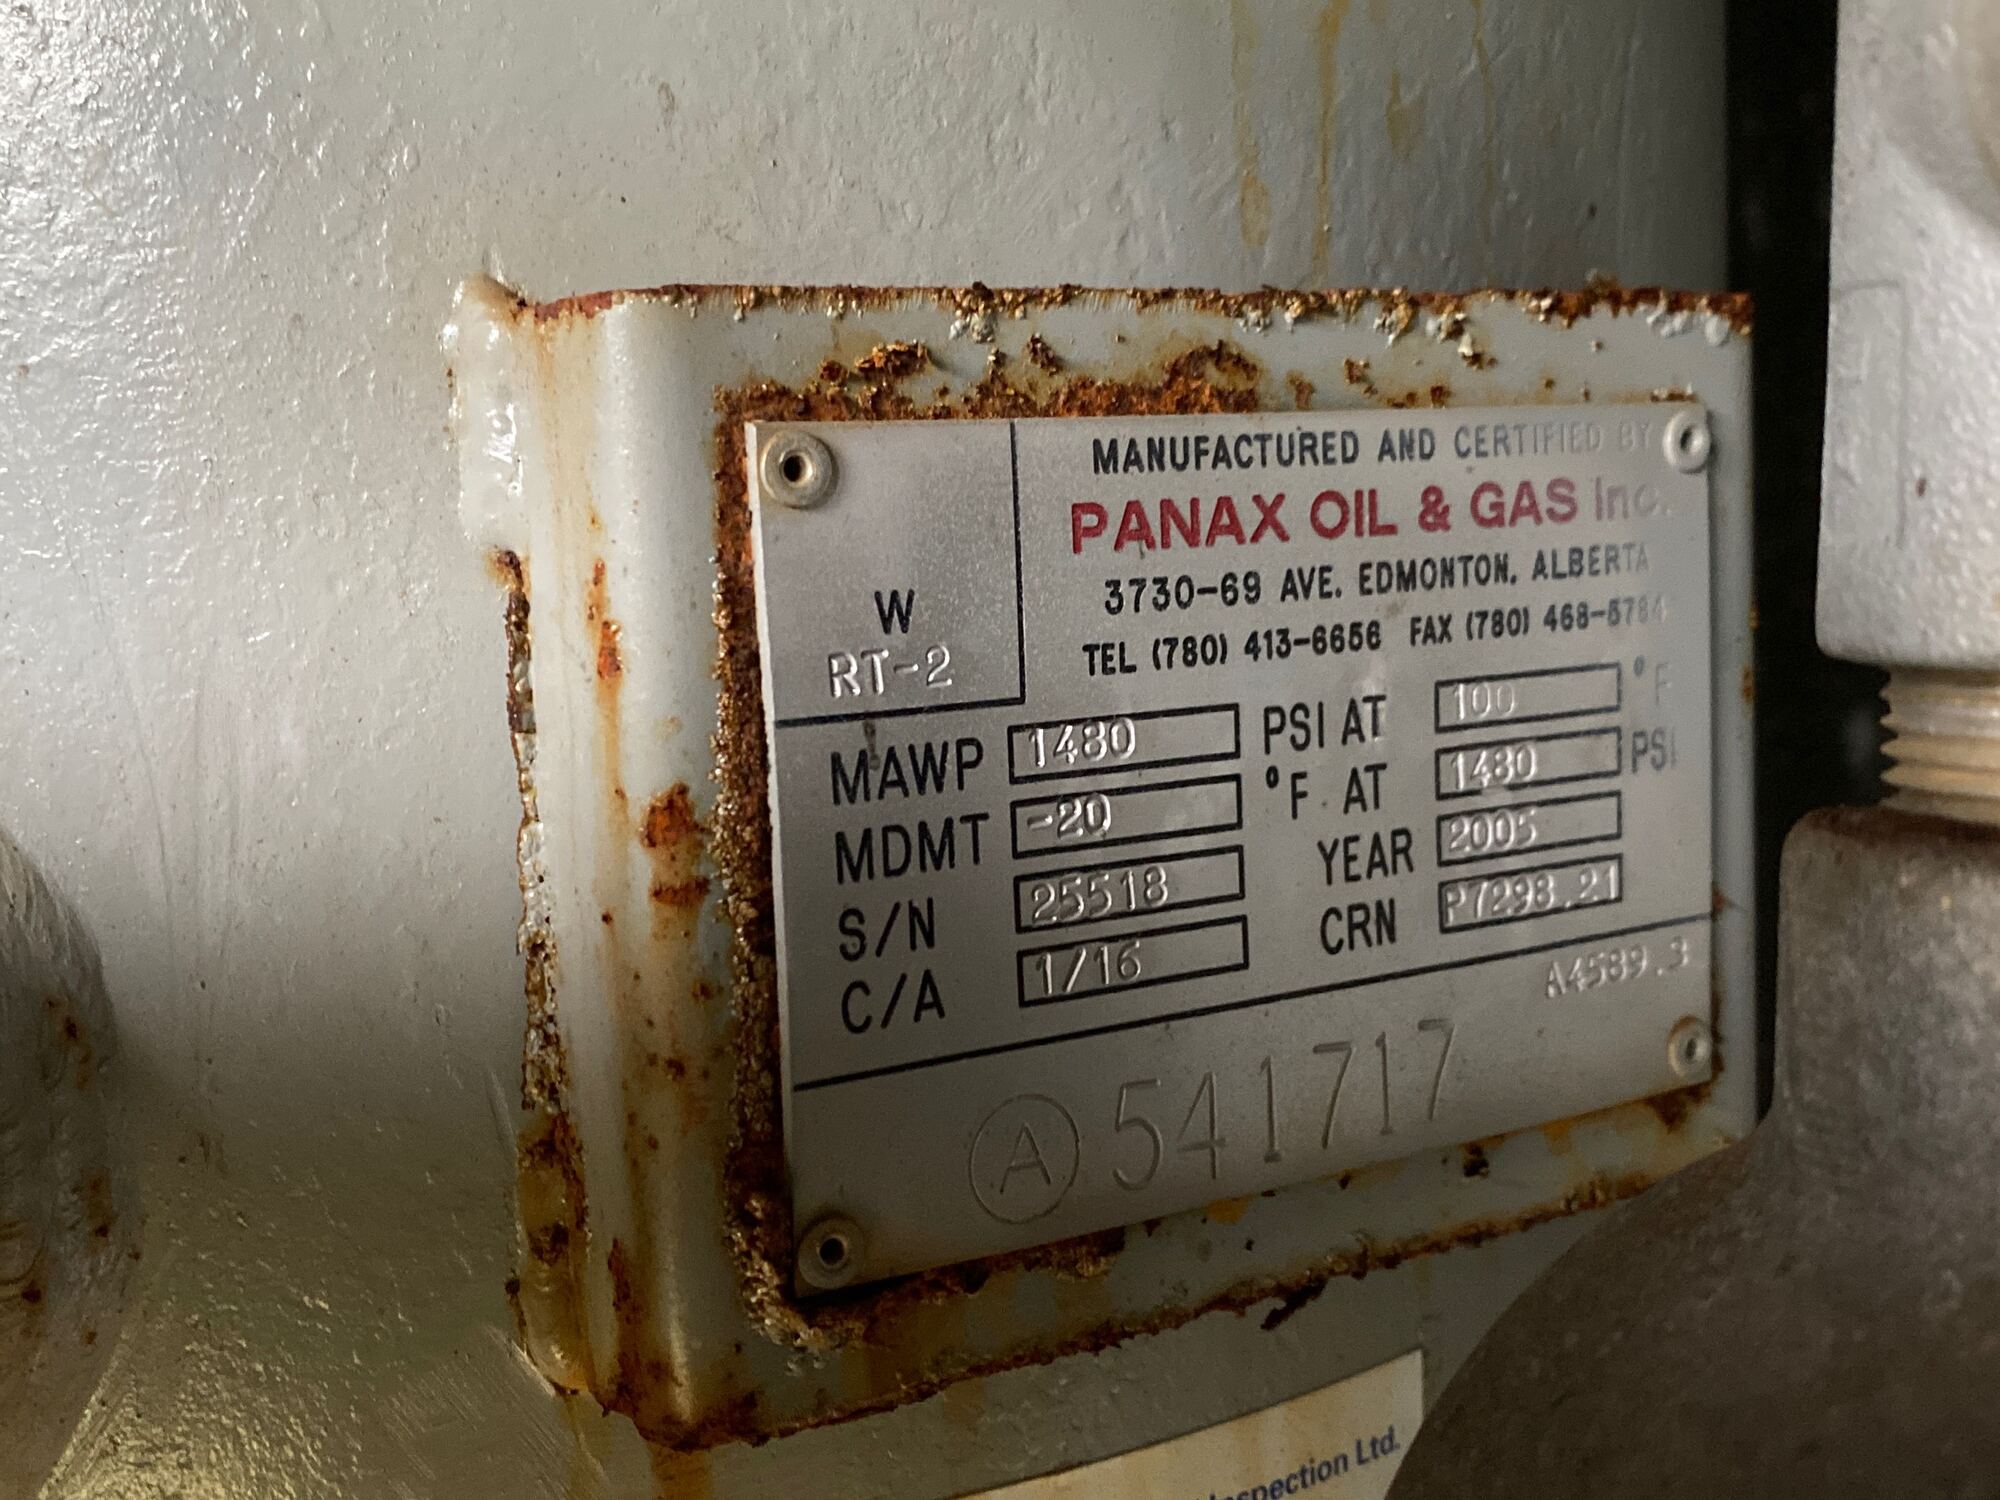 W
RT-2
MANUFACTURED AND CERTIFIED BY
PANAX OIL & GAS Inc.
3730-69 AVE. EDMONTON, ALBERTA
TEL (780) 413-6656 FAX (780) 468-5784
MAWP 1480 PSI AT 100 °F
MDMT -20 °F AT 1480 PSI
S/N 25518 YEAR 2005
C/A 1/16 CRN P7298.21
A4589.3
A 541717
Inspection Ltd.